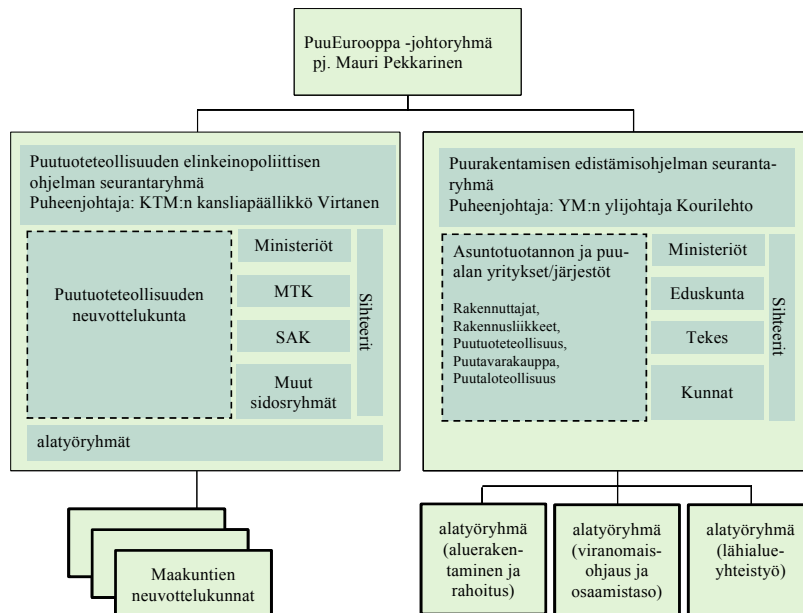 PuuEurooppa -johtoryhmä
pj. Mauri Pekkarinen
Puutuoteteollisuuden elinkeinopoliittisen
ohjelman seurantaryhmä
Puheenjohtaja: KTM:n kansliapäällikkö Virtanen
Puutuoteteollisuuden
neuvottelukunta
Ministeriöt
MTK
SAK
Muut
sidosryhmät
Sihteerit
alatyöryhmät
Maakuntien
neuvottelukunnat
Puurakentamisen edistämisohjelman seuranta-
ryhmä
Puheenjohtaja: YM:n ylijohtaja Kourilehto
Asuntotuotannon ja puu-
alan yritykset/järjestöt
Rakennuttajat,
Rakennusliikkeet,
Puutuoteteollisuus,
Puutavarakauppa,
Puutaloteollisuus
Ministeriöt
Eduskunta
Tekes
Kunnat
Sihteerit
alatyöryhmä
(alueraken-
taminen ja
rahoitus)
alatyöryhmä
(viranomais-
ohjaus ja
osaamistaso)
alatyöryhmä
(lähialue-
yhteistyö)